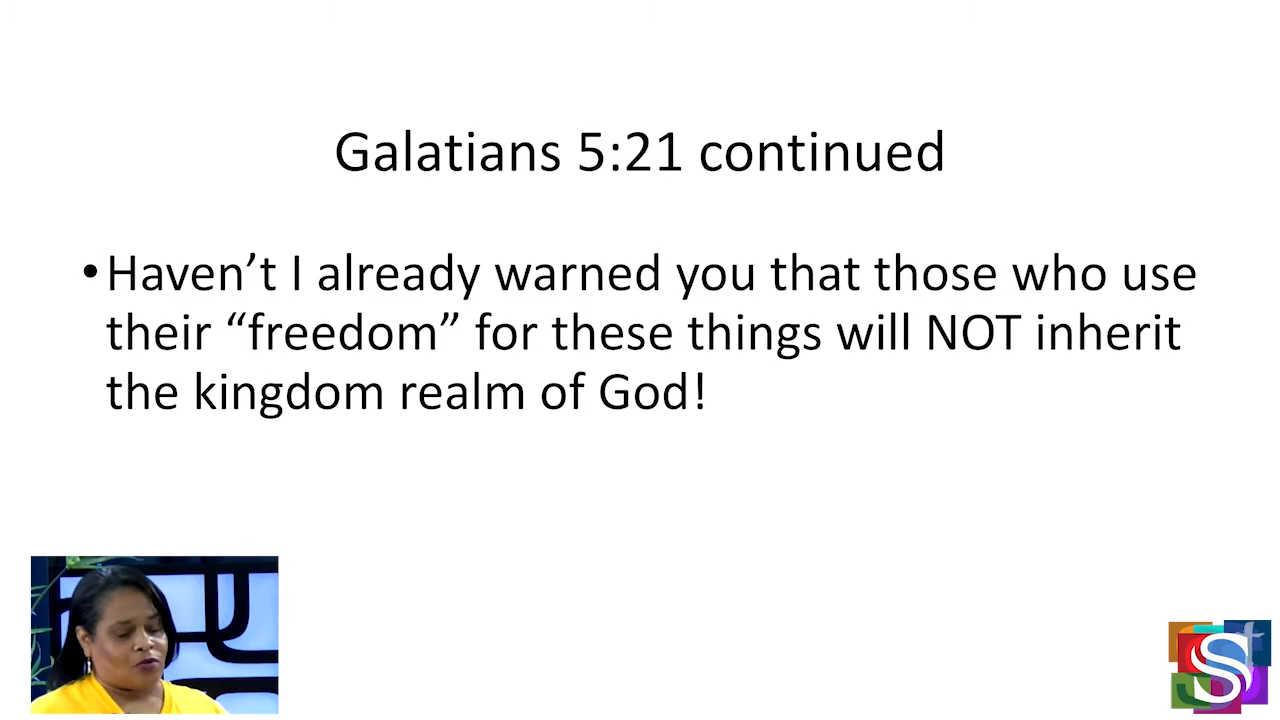 Galatians 5:21 continued
•Haven’t I already warned you that those who use
their “freedom” for these things will NOT inherit
the kingdom realm of God!
S